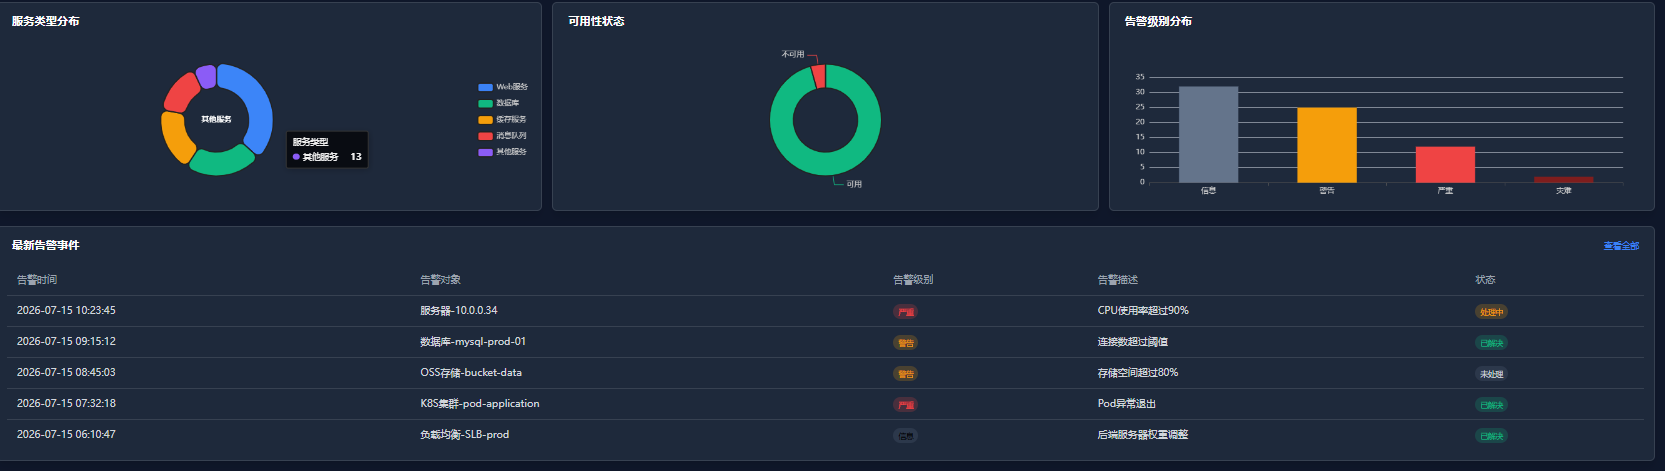 服务类型分布
其他服务
服务类型
其他服务 13
Web服务
数据库
缓存服务
消息队列
其他服务
可用性状态
不可用
可用
告警级别分布
35
30
25
20
15
10
5
0
信息
警告
严重
灾难
最新告警事件
查看全部
告警时间 告警对象 告警级别 告警描述 状态
2026-07-15 10:23:45 服务器-10.0.0.34 严重 CPU使用率超过90% 处理中
2026-07-15 09:15:12 数据库-mysql-prod-01 警告 连接数超过阈值 已解决
2026-07-15 08:45:03 OSS存储-bucket-data 警告 存储空间超过80% 未处理
2026-07-15 07:32:18 K8S集群-pod-application 严重 Pod异常退出 已解决
2026-07-15 06:10:47 负载均衡-SLB-prod 信息 后端服务器权重调整 已解决